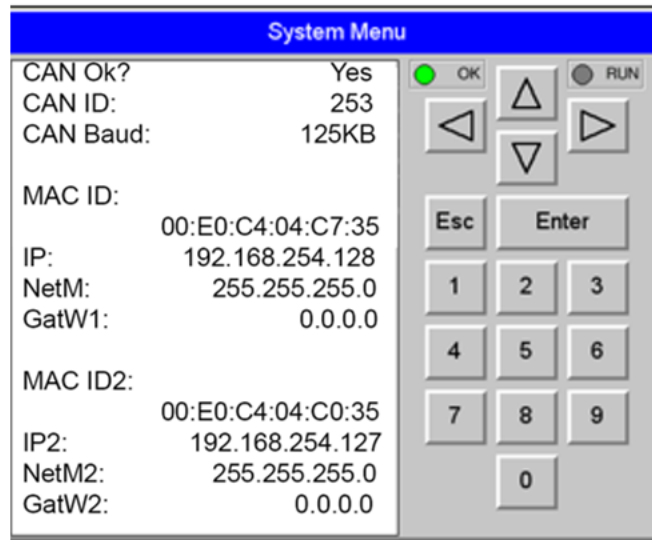 System Menu
CAN Ok? Yes
CAN ID: 253
CAN Baud: 125KB
MAC ID:
00:E0:C4:04:C7:35
IP: 192.168.254.128
NetM: 255.255.255.0
GatW1: 0.0.0.0
MAC ID2:
00:E0:C4:04:C0:35
IP2: 192.168.254.127
NetM2: 255.255.255.0
GatW2: 0.0.0.0
OK RUN
Esc Enter
1 2 3
4 5 6
7 8 9
0